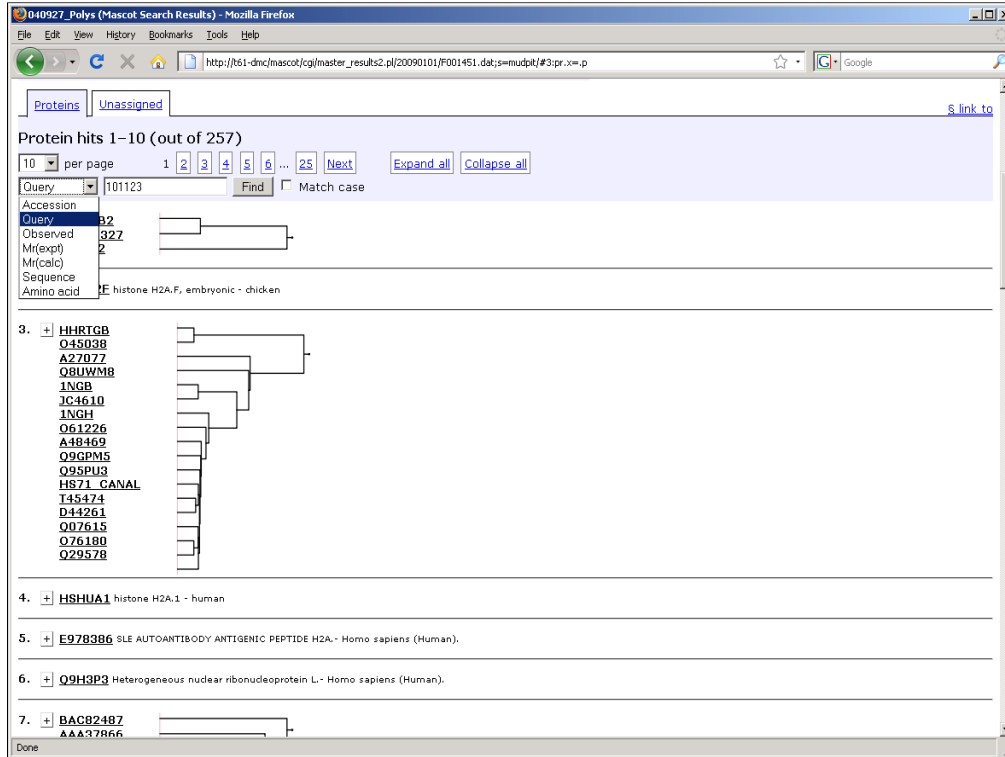 040927_Polys (Mascot Search Results) - Mozilla Firefox
File Edit View History Bookmarks Tools Help
http://t61-dmc/mascot/cgi/master_results2.pl/20090101/F001451.dat;s=mudpit/#3:pr.x=.p
G Google
Proteins Unassigned § link to
Protein hits 1–10 (out of 257)
10 per page 1 2 3 4 5 6 ... 25 Next Expand all Collapse all
Query 101123 Find Match case
Accession
Query B2
Observed 327
Mr(expt) 2
Mr(calc)
Sequence
Amino acid F histone H2A.F, embryonic - chicken
3. + HHRTGB
O45038
A27077
Q8UWM8
1NGB
JC4610
1NGH
O61226
A48469
Q9GPM5
Q95PU3
HS71_CANAL
T45474
D44261
Q07615
O76180
Q29578
4. + HSHUA1 histone H2A.1 - human
5. + E978386 SLE AUTOANTIBODY ANTIGENIC PEPTIDE H2A.- Homo sapiens (Human).
6. + Q9H3P3 Heterogeneous nuclear ribonucleoprotein L.- Homo sapiens (Human).
7. + BAC82487
AAA37866
Done